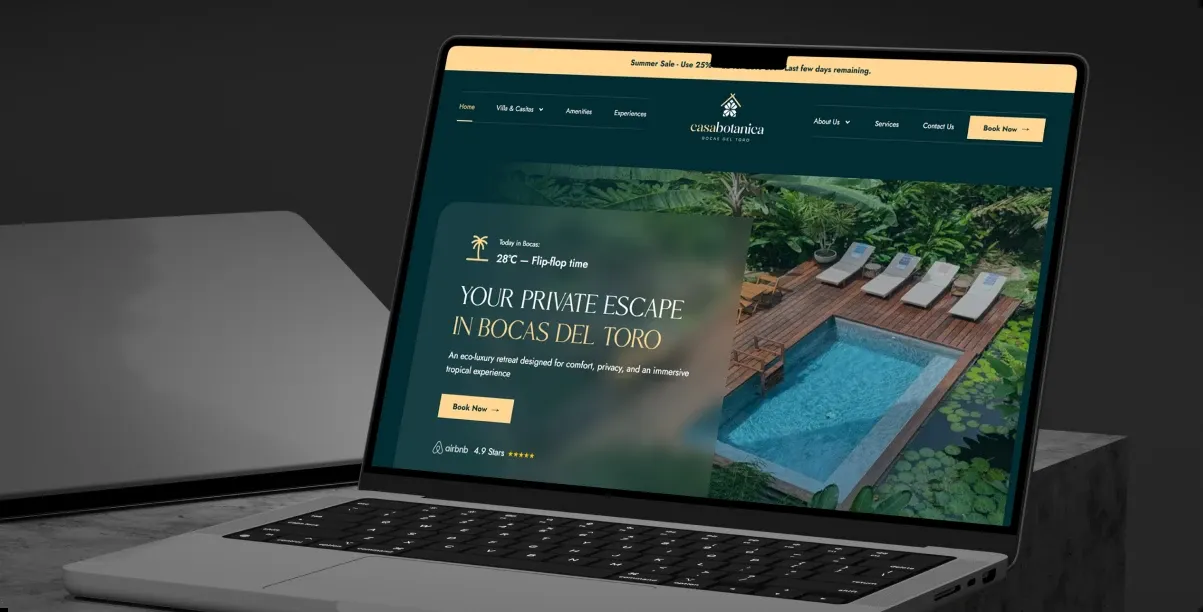 Summer Sale - Use 25% Last few days remaining.
Home Villa & Casitas Amenities Experiences
casabotanica
BOCAS DEL TORO
About Us Services Contact Us Book Now →
Today in Bocas:
28°C — Flip-flop time
YOUR PRIVATE ESCAPE
IN BOCAS DEL TORO
An eco-luxury retreat designed for comfort, privacy, and an immersive
tropical experience
Book Now →
airbnb 4.9 Stars ★★★★★